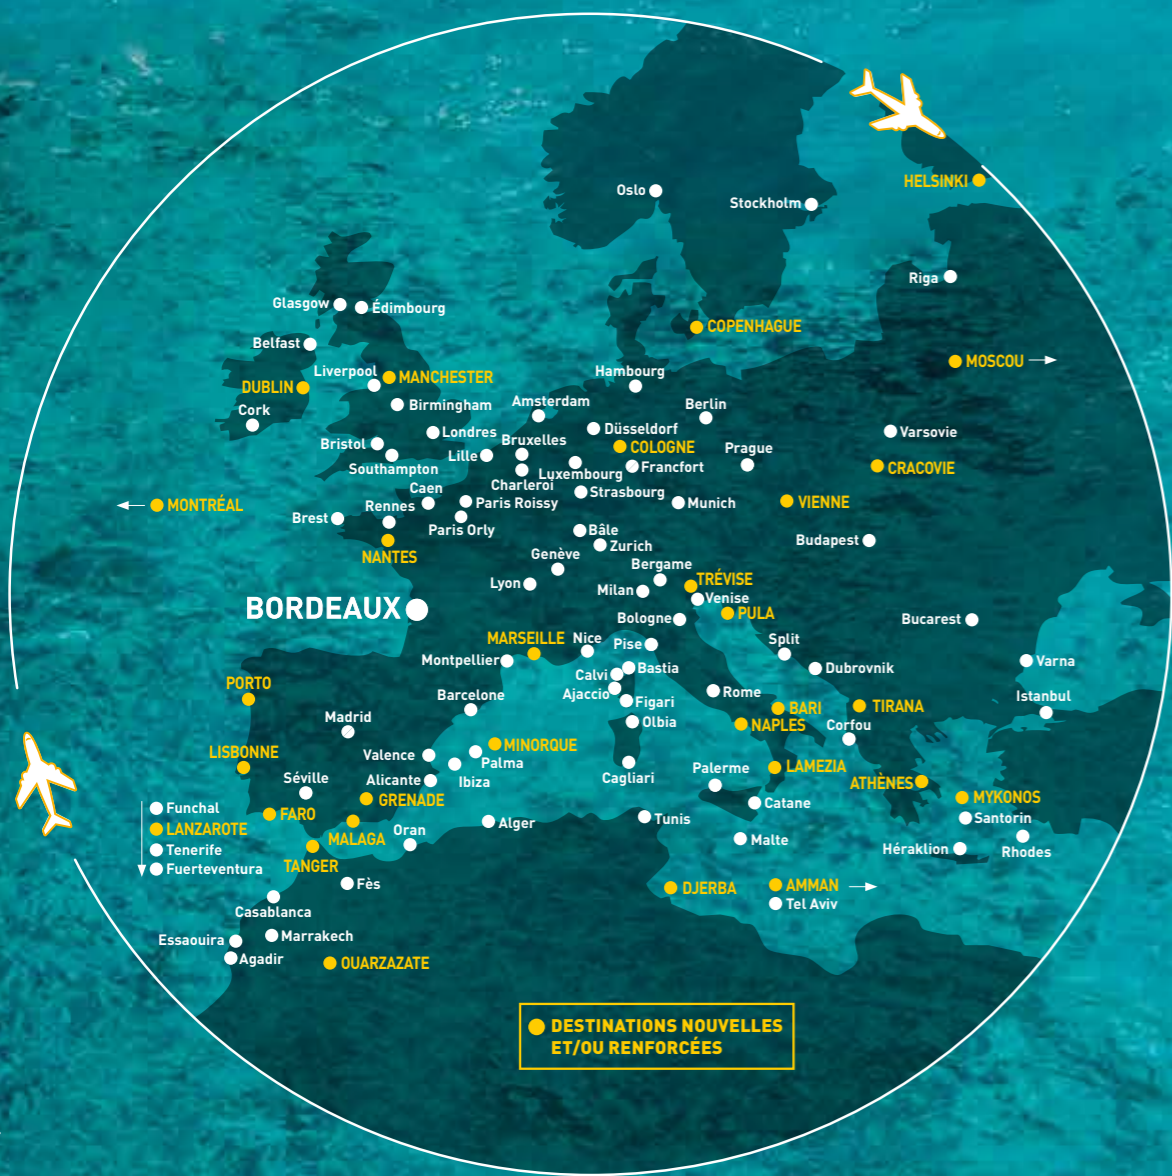 HELSINKI
Oslo
Stockholm
Riga
Glasgow
Édimbourg
COPENHAGUE
Belfast
MOSCOU
Liverpool
MANCHESTER
Hambourg
DUBLIN
Cork
Birmingham
Amsterdam
Berlin
Bristol
Londres
Bruxelles
Düsseldorf
Varsovie
Southampton
Lille
COLOGNE
Prague
Luxembourg
Francfort
CRACOVIE
Charleroi
Caen
Strasbourg
MONTRÉAL
Rennes
Paris Roissy
Munich
VIENNE
Brest
Paris Orly
Bâle
Budapest
NANTES
Genève
Zurich
Bergame
Lyon
Milan
TRÉVISE
Venise
BORDEAUX
Bologne
PULA
Bucarest
MARSEILLE
Nice
Pise
Split
Montpellier
Calvi
Bastia
Dubrovnik
Varna
PORTO
Barcelone
Ajaccio
Figari
Rome
Istanbul
Madrid
Olbia
BARI
TIRANA
NAPLES
Corfou
LISBONNE
Valence
MINORQUE
Palma
Séville
Alicante
Ibiza
Cagliari
Palerme
LAMEZIA
ATHÈNES
GRENADE
MYKONOS
Funchal
FARO
Catane
Santorin
LANZAROTE
MALAGA
Oran
Alger
Tunis
Tenerife
TANGER
Malte
Héraklion
Rhodes
Fuerteventura
Fès
DJERBA
AMMAN
Tel Aviv
Casablanca
Essaouira
Marrakech
Agadir
OUARZAZATE
DESTINATIONS NOUVELLES
ET/OU RENFORCÉES